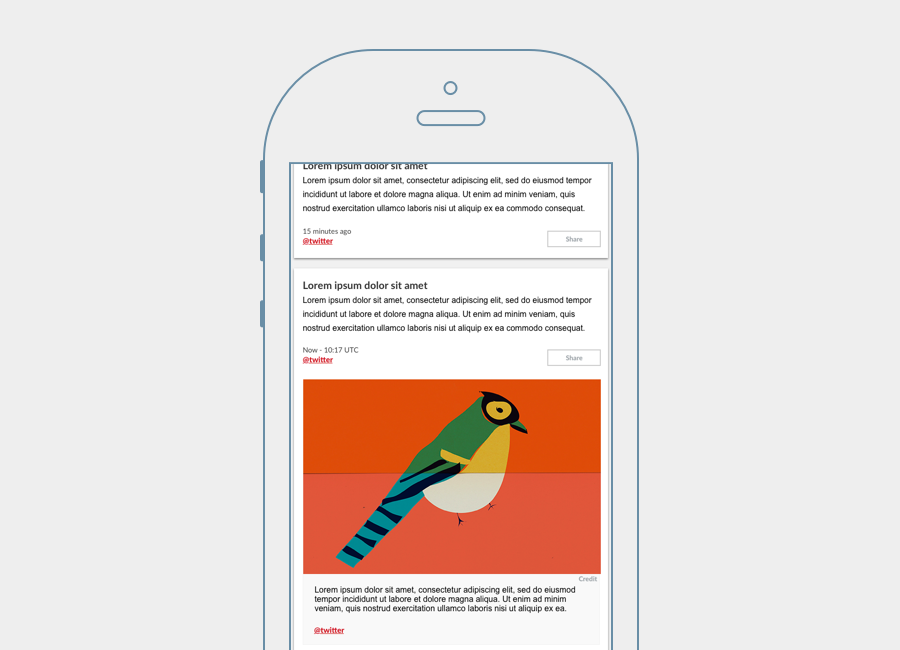 Lorem ipsum dolor sit amet
Lorem ipsum dolor sit amet, consectetur adipiscing elit, sed do eiusmod tempor
incididunt ut labore et dolore magna aliqua. Ut enim ad minim veniam, quis
nostrud exercitation ullamco laboris nisi ut aliquip ex ea commodo consequat.
15 minutes ago
@twitter
Share
Lorem ipsum dolor sit amet
Lorem ipsum dolor sit amet, consectetur adipiscing elit, sed do eiusmod tempor
incididunt ut labore et dolore magna aliqua. Ut enim ad minim veniam, quis
nostrud exercitation ullamco laboris nisi ut aliquip ex ea commodo consequat.
Now - 10:17 UTC
@twitter
Share
Credit
Lorem ipsum dolor sit amet, consectetur adipiscing elit, sed do eiusmod
tempor incididunt ut labore et dolore magna aliqua. Ut enim ad minim
veniam, quis nostrud exercitation ullamco laboris nisi ut aliquip ex ea.
@twitter